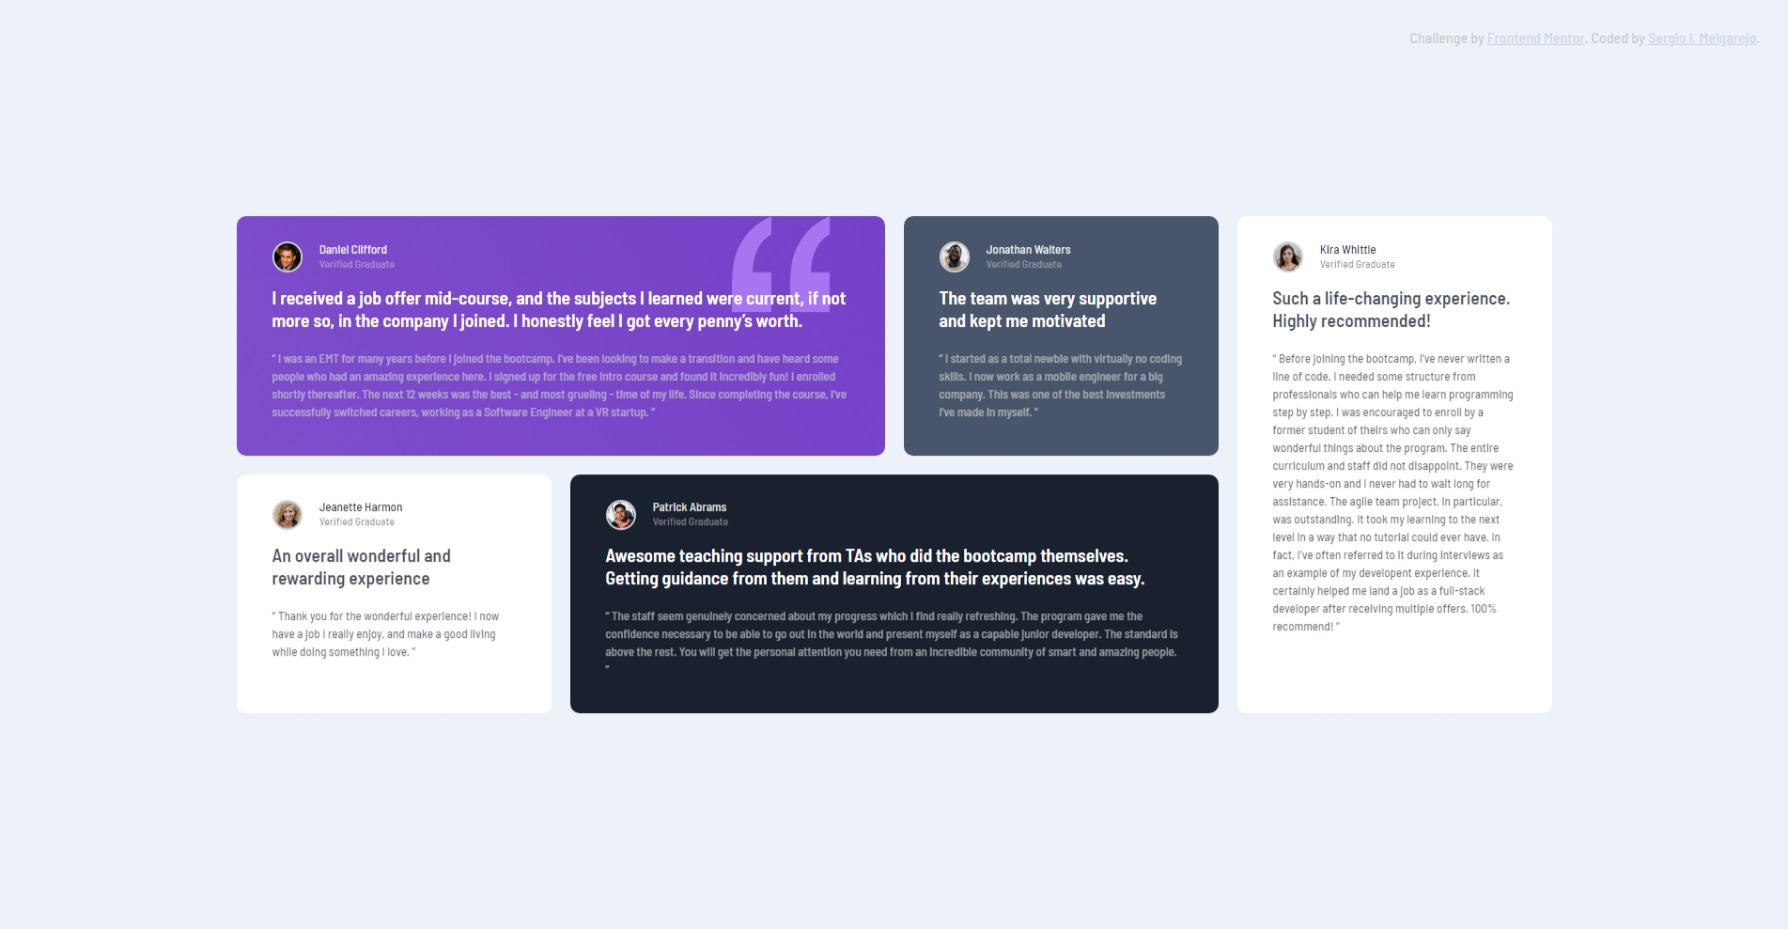 Challenge by Frontend Mentor. Coded by Sergio I. Melgarejo.
Daniel Clifford
Verified Graduate
I received a job offer mid-course, and the subjects I learned were current, if not
more so, in the company I joined. I honestly feel I got every penny’s worth.
“ I was an EMT for many years before I joined the bootcamp. I’ve been looking to make a transition and have heard some
people who had an amazing experience here. I signed up for the free intro course and found it incredibly fun! I enrolled
shortly thereafter. The next 12 weeks was the best - and most grueling - time of my life. Since completing the course, I’ve
successfully switched careers, working as a Software Engineer at a VR startup. ”
Jonathan Walters
Verified Graduate
The team was very supportive
and kept me motivated
“ I started as a total newbie with virtually no coding
skills. I now work as a mobile engineer for a big
company. This was one of the best investments
I’ve made in myself. ”
Kira Whittle
Verified Graduate
Such a life-changing experience.
Highly recommended!
“ Before joining the bootcamp, I’ve never written a
line of code. I needed some structure from
professionals who can help me learn programming
step by step. I was encouraged to enroll by a
former student of theirs who can only say
wonderful things about the program. The entire
curriculum and staff did not disappoint. They were
very hands-on and I never had to wait long for
assistance. The agile team project, in particular,
was outstanding. It took my learning to the next
level in a way that no tutorial could ever have. In
fact, I’ve often referred to it during interviews as
an example of my developent experience. It
certainly helped me land a job as a full-stack
developer after receiving multiple offers. 100%
recommend! ”
Jeanette Harmon
Verified Graduate
An overall wonderful and
rewarding experience
“ Thank you for the wonderful experience! I now
have a job I really enjoy, and make a good living
while doing something I love. ”
Patrick Abrams
Verified Graduate
Awesome teaching support from TAs who did the bootcamp themselves.
Getting guidance from them and learning from their experiences was easy.
“ The staff seem genuinely concerned about my progress which I find really refreshing. The program gave me the
confidence necessary to be able to go out in the world and present myself as a capable junior developer. The standard is
above the rest. You will get the personal attention you need from an incredible community of smart and amazing people.
”